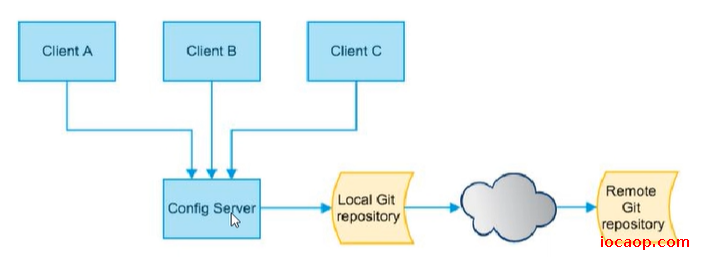 Client A
Client B
Client C
Config Server
Local Git
repository
Remote
Git
repository
iocaop.com